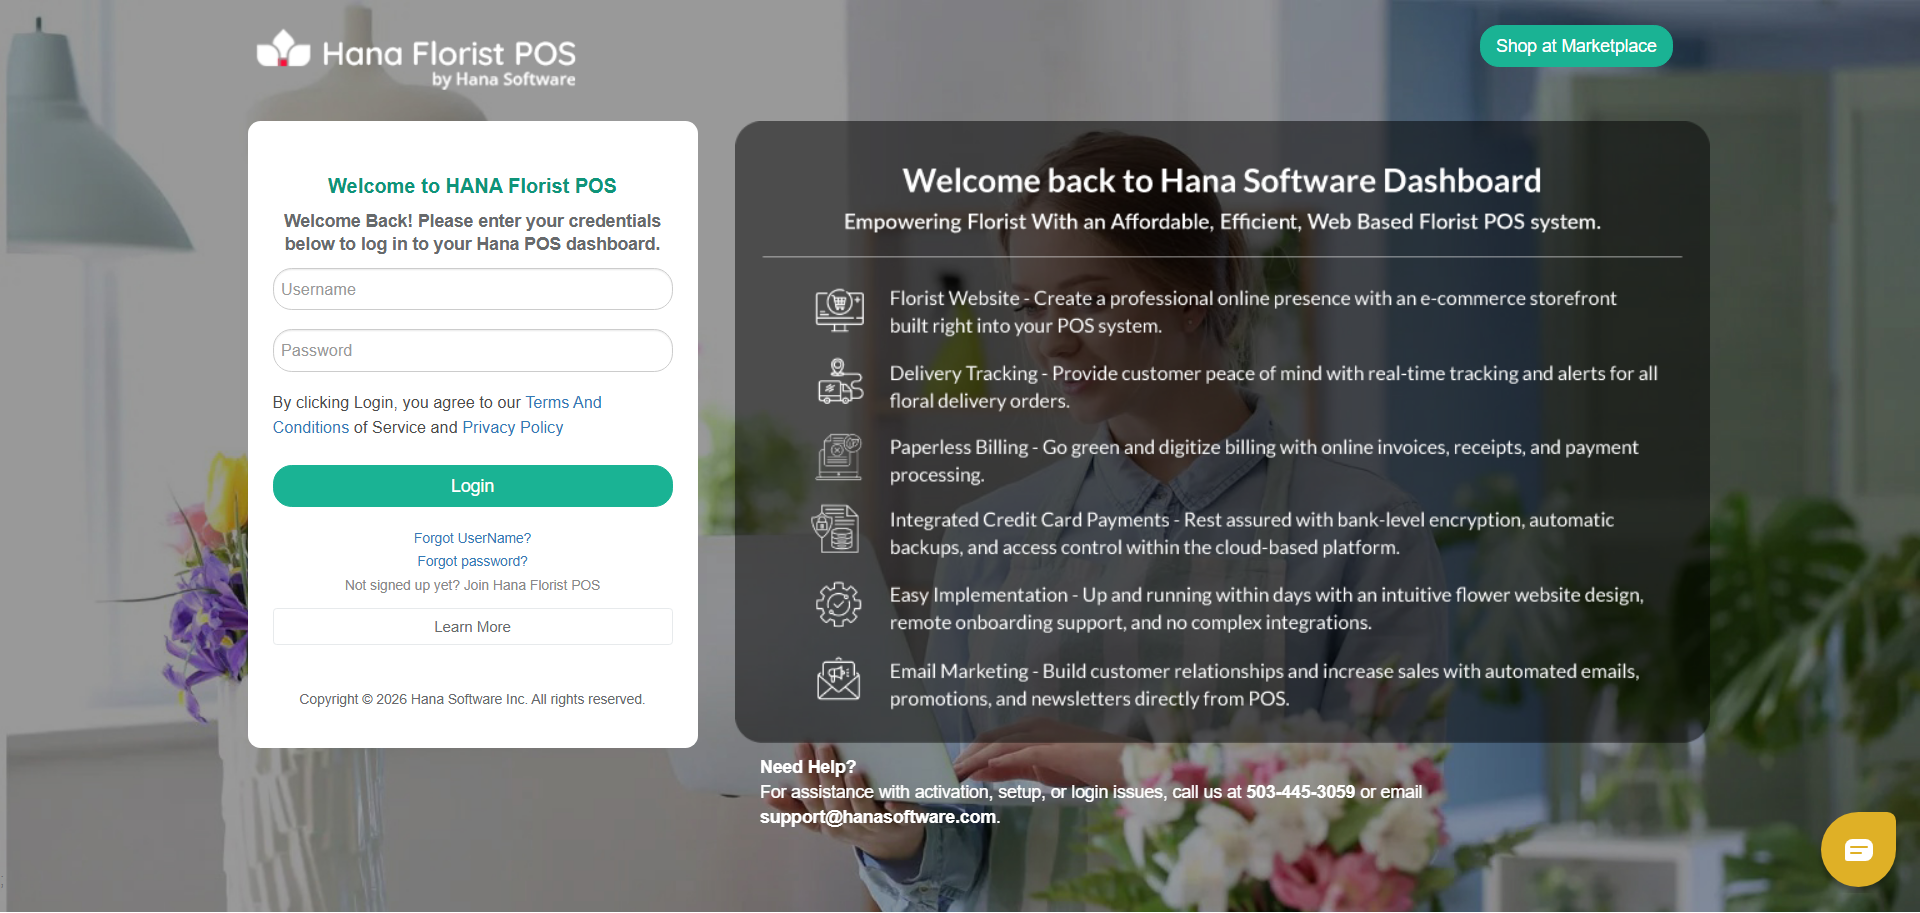 Hana Florist POS
by Hana Software
Shop at Marketplace
Welcome to HANA Florist POS
Welcome Back! Please enter your credentials
below to log in to your Hana POS dashboard.
Username
Password
By clicking Login, you agree to our Terms And
Conditions of Service and Privacy Policy
Login
Forgot UserName?
Forgot password?
Not signed up yet? Join Hana Florist POS
Learn More
Copyright © 2026 Hana Software Inc. All rights reserved.
Welcome back to Hana Software Dashboard
Empowering Florist With an Affordable, Efficient, Web Based Florist POS system.
Florist Website - Create a professional online presence with an e-commerce storefront
built right into your POS system.
Delivery Tracking - Provide customer peace of mind with real-time tracking and alerts for all
floral delivery orders.
Paperless Billing - Go green and digitize billing with online invoices, receipts, and payment
processing.
Integrated Credit Card Payments - Rest assured with bank-level encryption, automatic
backups, and access control within the cloud-based platform.
Easy Implementation - Up and running within days with an intuitive flower website design,
remote onboarding support, and no complex integrations.
Email Marketing - Build customer relationships and increase sales with automated emails,
promotions, and newsletters directly from POS.
Need Help?
For assistance with activation, setup, or login issues, call us at 503-445-3059 or email
support@hanasoftware.com.
;